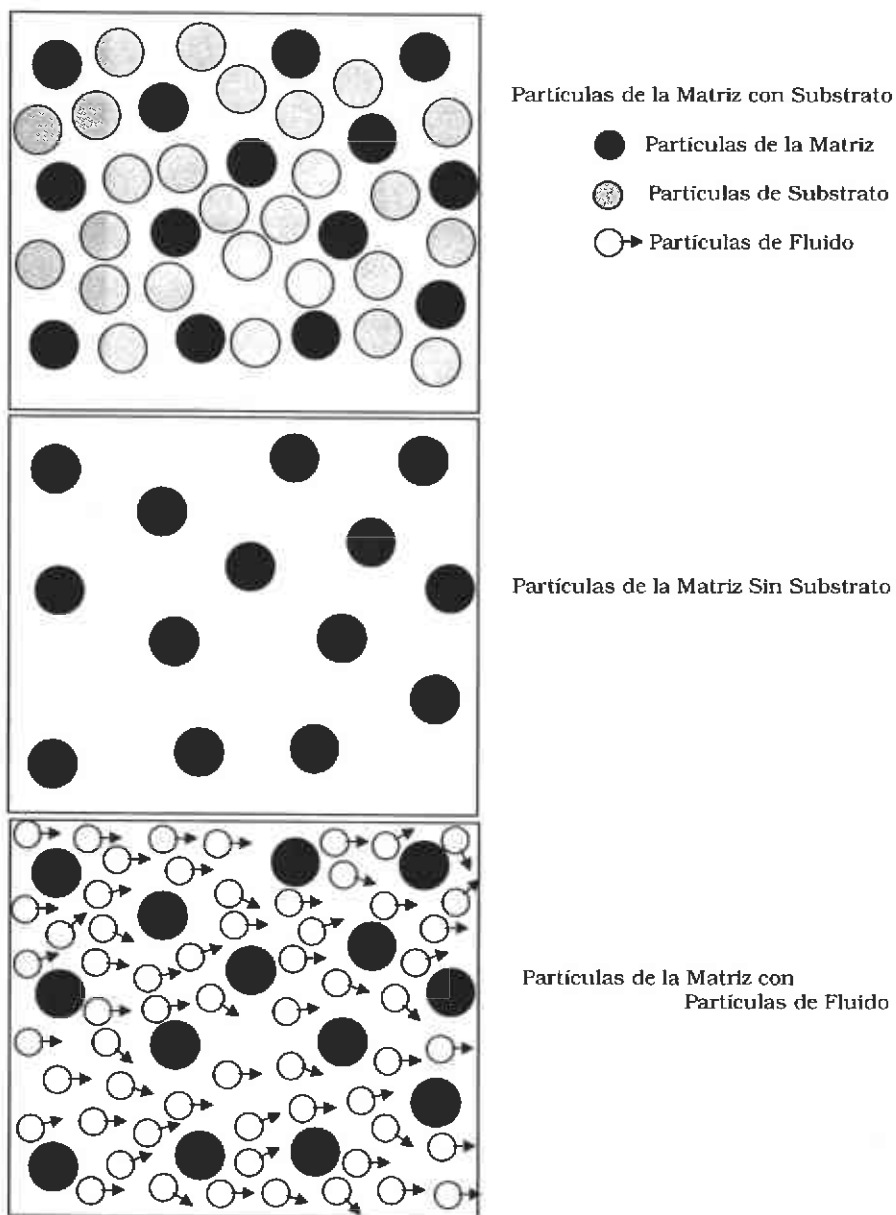 Partículas de la Matriz con Substrato
Partículas de la Matriz
Partículas de Substrato
Partículas de Fluido
Partículas de la Matriz Sin Substrato
Partículas de la Matriz con
Partículas de Fluido